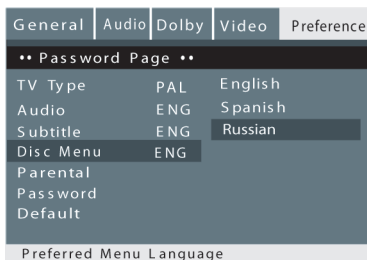 General Audio Dolby Video Preference
•• Password Page ••
TV Type PAL English
Audio ENG Spanish
Subtitle ENG Russian
Disc Menu ENG
Parental
Password
Default
Preferred Menu Language